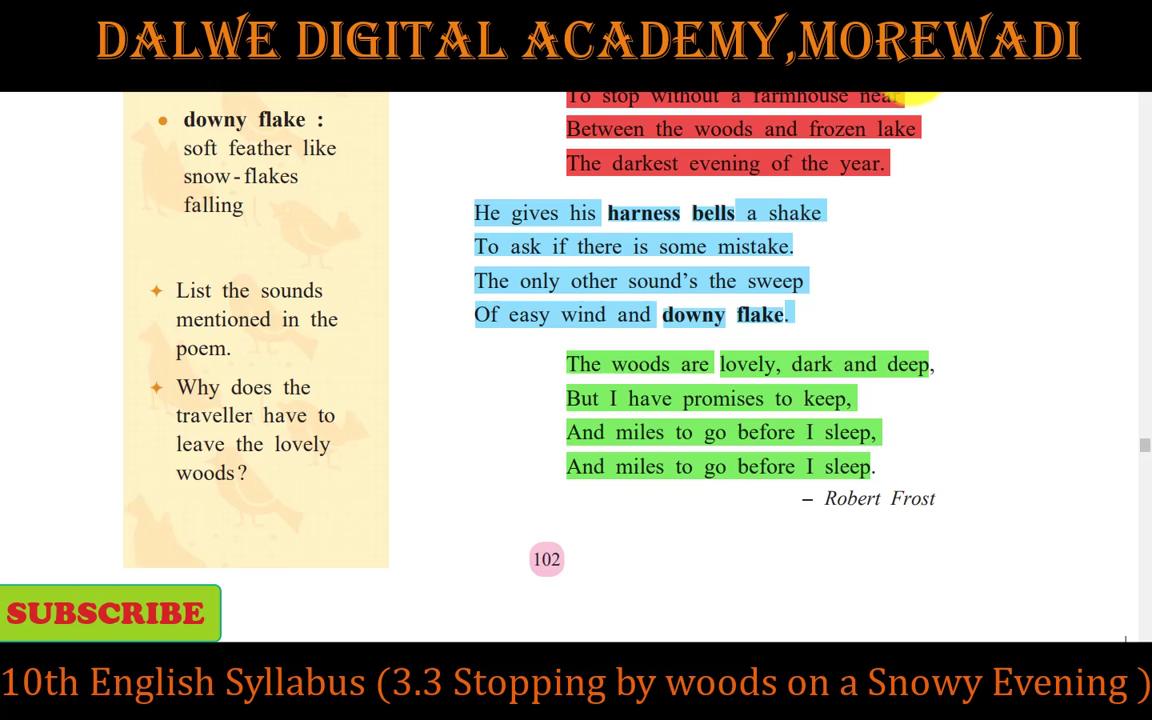 DALWE DIGITAL ACADEMY,MOREWADI
downy flake :
soft feather like
snow-flakes
falling
List the sounds
mentioned in the
poem.
Why does the
traveller have to
leave the lovely
woods?
To stop without a farmhouse near
Between the woods and frozen lake
The darkest evening of the year.
He gives his harness bells a shake
To ask if there is some mistake.
The only other sound’s the sweep
Of easy wind and downy flake.
The woods are lovely, dark and deep,
But I have promises to keep,
And miles to go before I sleep,
And miles to go before I sleep.
– Robert Frost
102
SUBSCRIBE
10th English Syllabus (3.3 Stopping by woods on a Snowy Evening )